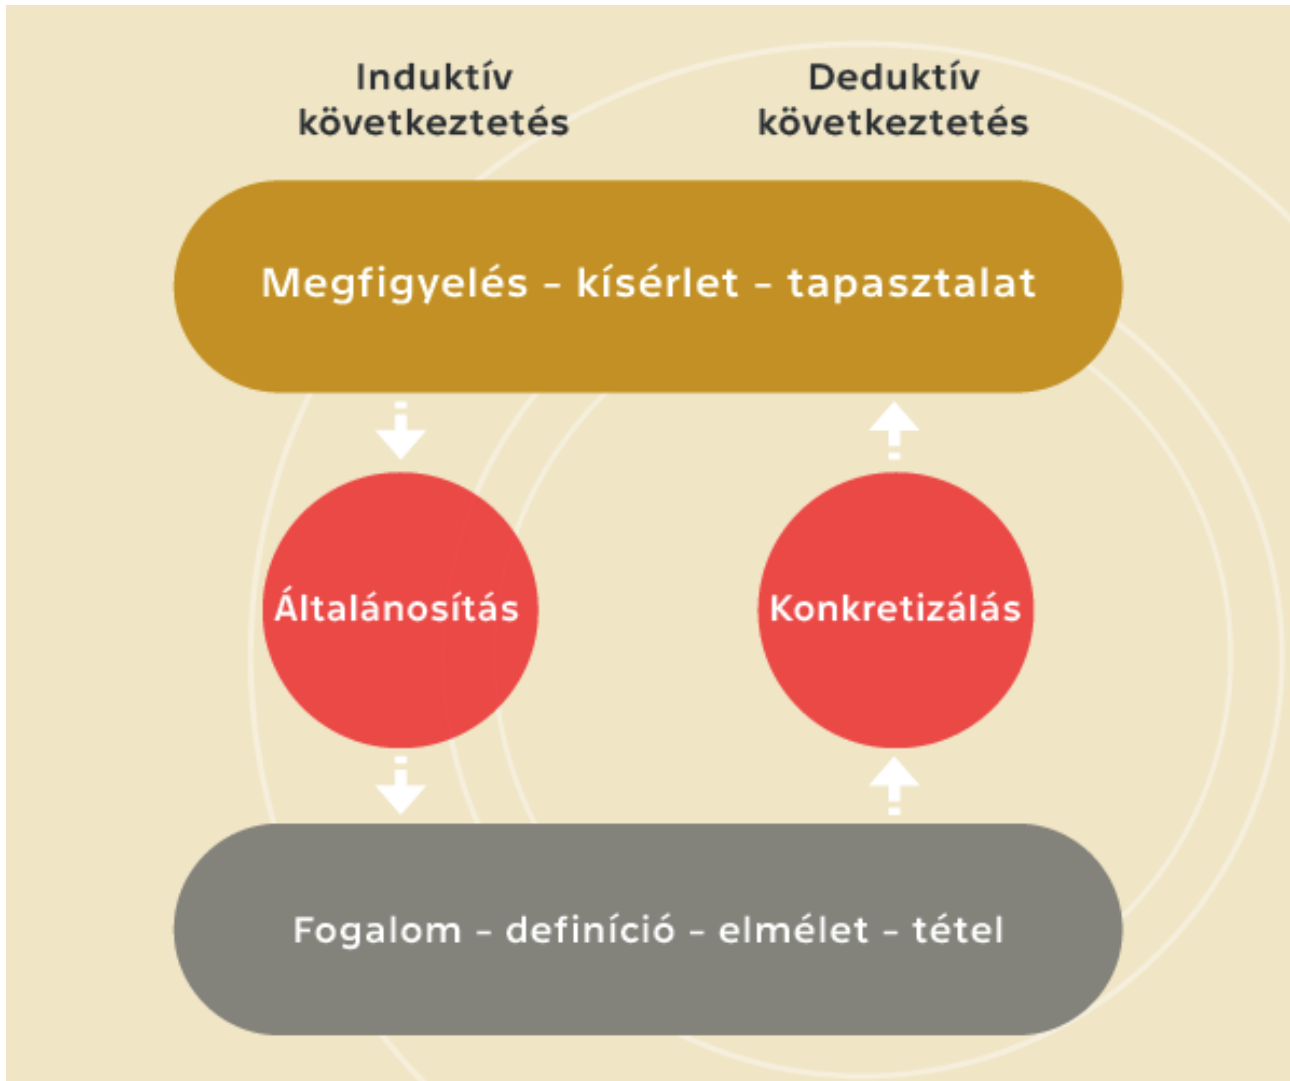 Induktív
következtetés
Deduktív
következtetés
Megfigyelés - kísérlet - tapasztalat
Általánosítás
Konkretizálás
Fogalom - definíció - elmélet - tétel